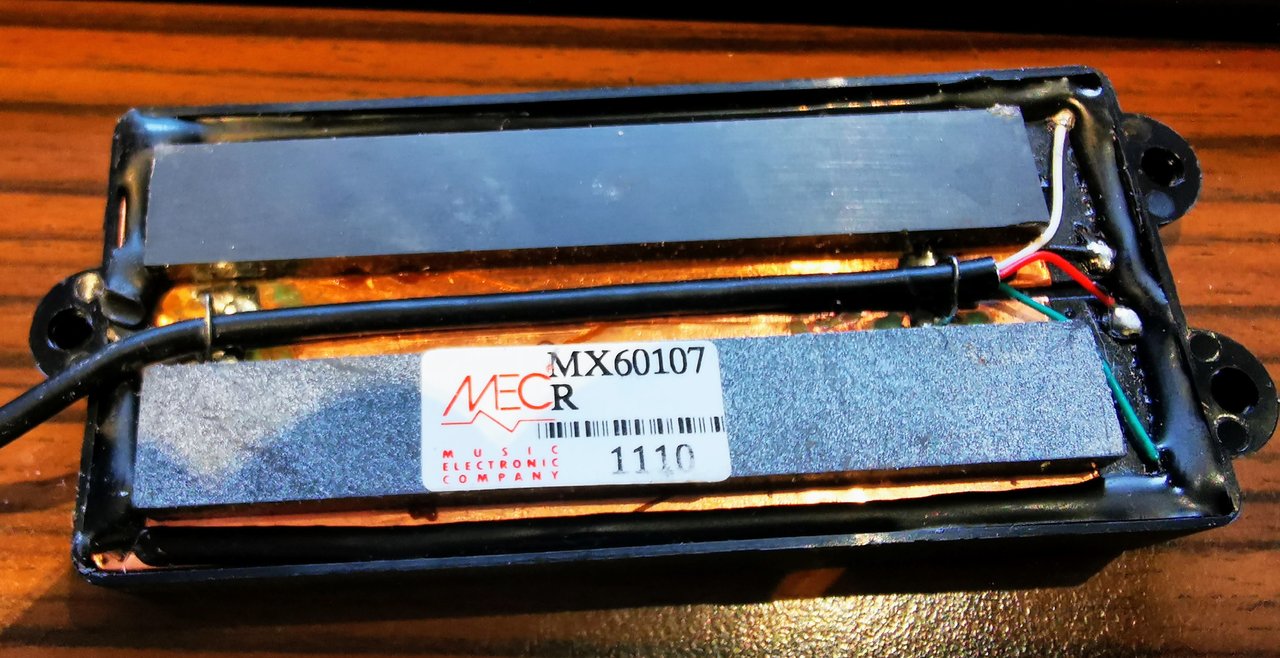 MX60107
MEC R
MUSIC
ELECTRONIC
COMPANY
1110